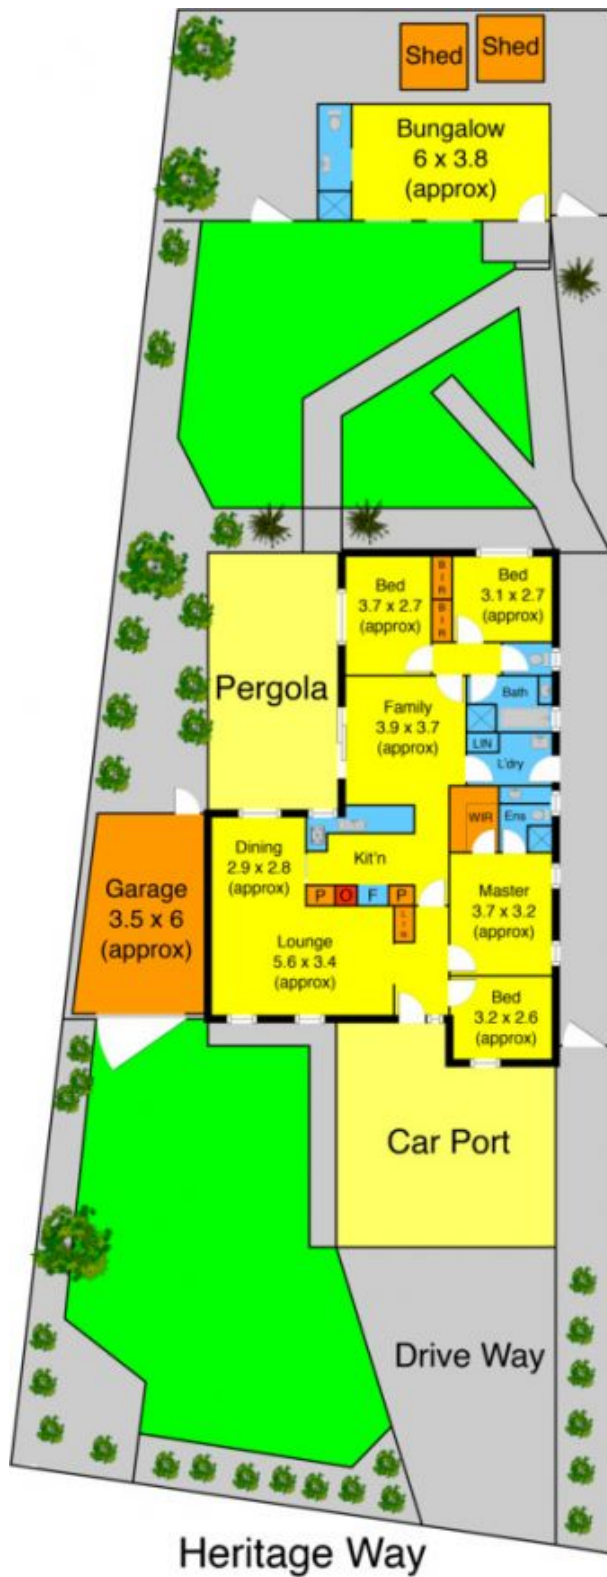 Shed
Shed
Bungalow
6 x 3.8
(approx)
Bed
3.7 x 2.7
(approx)
B
I
R
B
I
R
Bed
3.1 x 2.7
(approx)
Pergola
Family
3.9 x 3.7
(approx)
Bath
LIN
L'dry
WIR
Ens
Dining
2.9 x 2.8
(approx)
Kit'n
Garage
3.5 x 6
(approx)
P O F P
L
I
N
Master
3.7 x 3.2
(approx)
Lounge
5.6 x 3.4
(approx)
Bed
3.2 x 2.6
(approx)
Car Port
Drive Way
Heritage Way